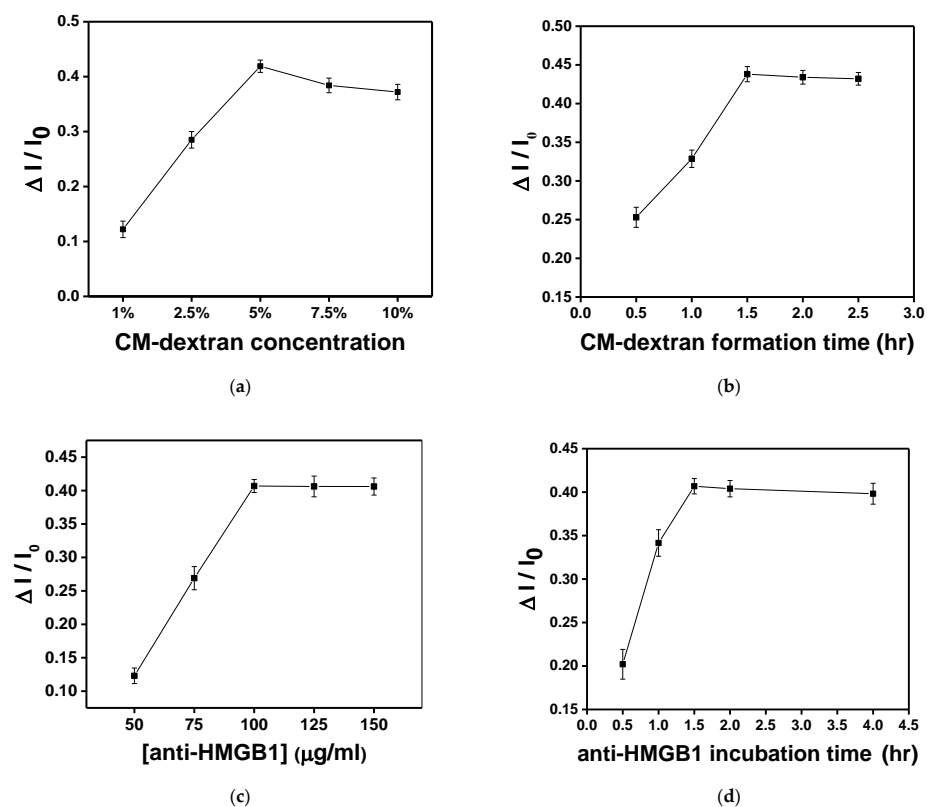 0.5
0.4
0.3
0.2
0.1
0.0
Δ I / I0
1% 2.5% 5% 7.5% 10%
CM-dextran concentration
(a)
0.50
0.45
0.40
0.35
0.30
0.25
0.20
0.15
Δ I / I0
0.0 0.5 1.0 1.5 2.0 2.5 3.0
CM-dextran formation time (hr)
(b)
0.45
0.40
0.35
0.30
0.25
0.20
0.15
0.10
Δ I / I0
50 75 100 125 150
[anti-HMGB1] (μg/ml)
(c)
0.45
0.40
0.35
0.30
0.25
0.20
0.15
Δ I / I0
0.0 0.5 1.0 1.5 2.0 2.5 3.0 3.5 4.0 4.5
anti-HMGB1 incubation time (hr)
(d)